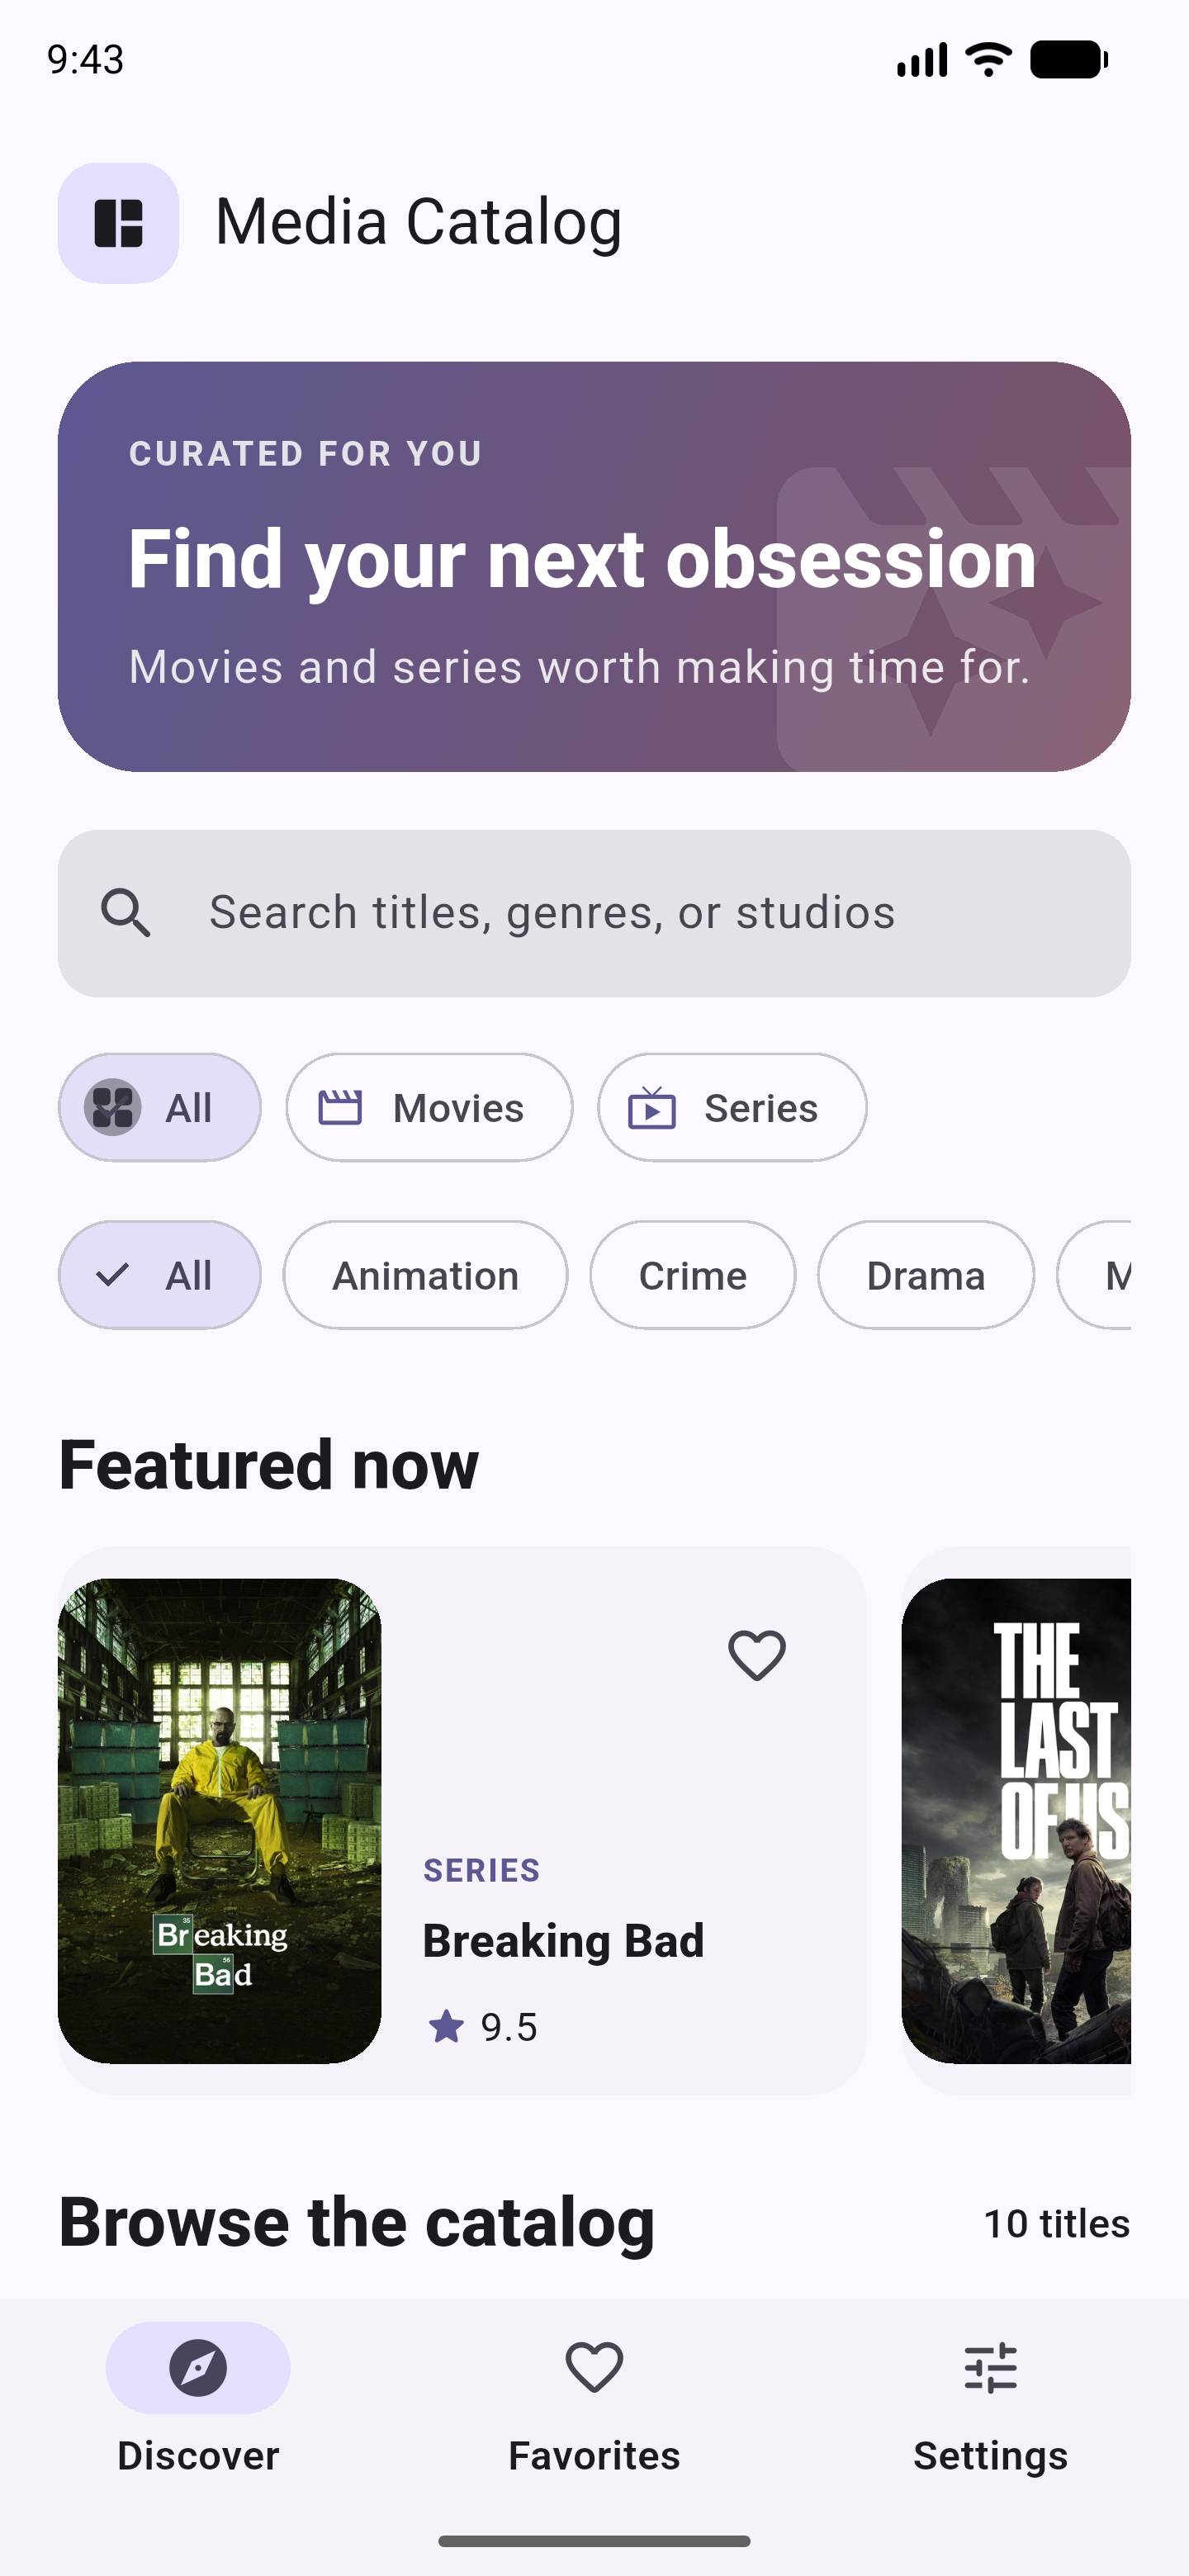 9:43
Media Catalog
CURATED FOR YOU
Find your next obsession
Movies and series worth making time for.
Search titles, genres, or studios
All
Movies
Series
All
Animation
Crime
Drama
M
Featured now
THE
LAST
OF US
35
Breaking
56
Bad
SERIES
Breaking Bad
9.5
Browse the catalog
10 titles
Discover
Favorites
Settings